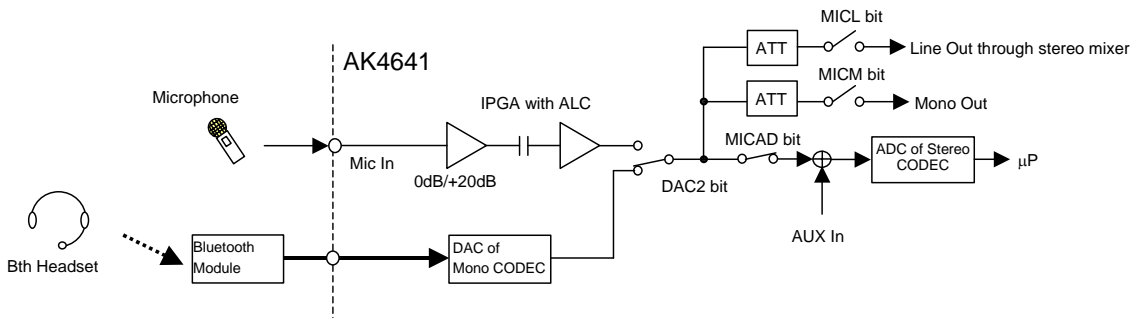 MICL bit
ATT
Line Out through stereo mixer
AK4641
MICM bit
Microphone
IPGA with ALC
ATT
Mono Out
MICAD bit
ADC of Stereo
CODEC
μP
Mic In
0dB/+20dB
DAC2 bit
AUX In
Bth Headset
Bluetooth
Module
DAC of
Mono CODEC